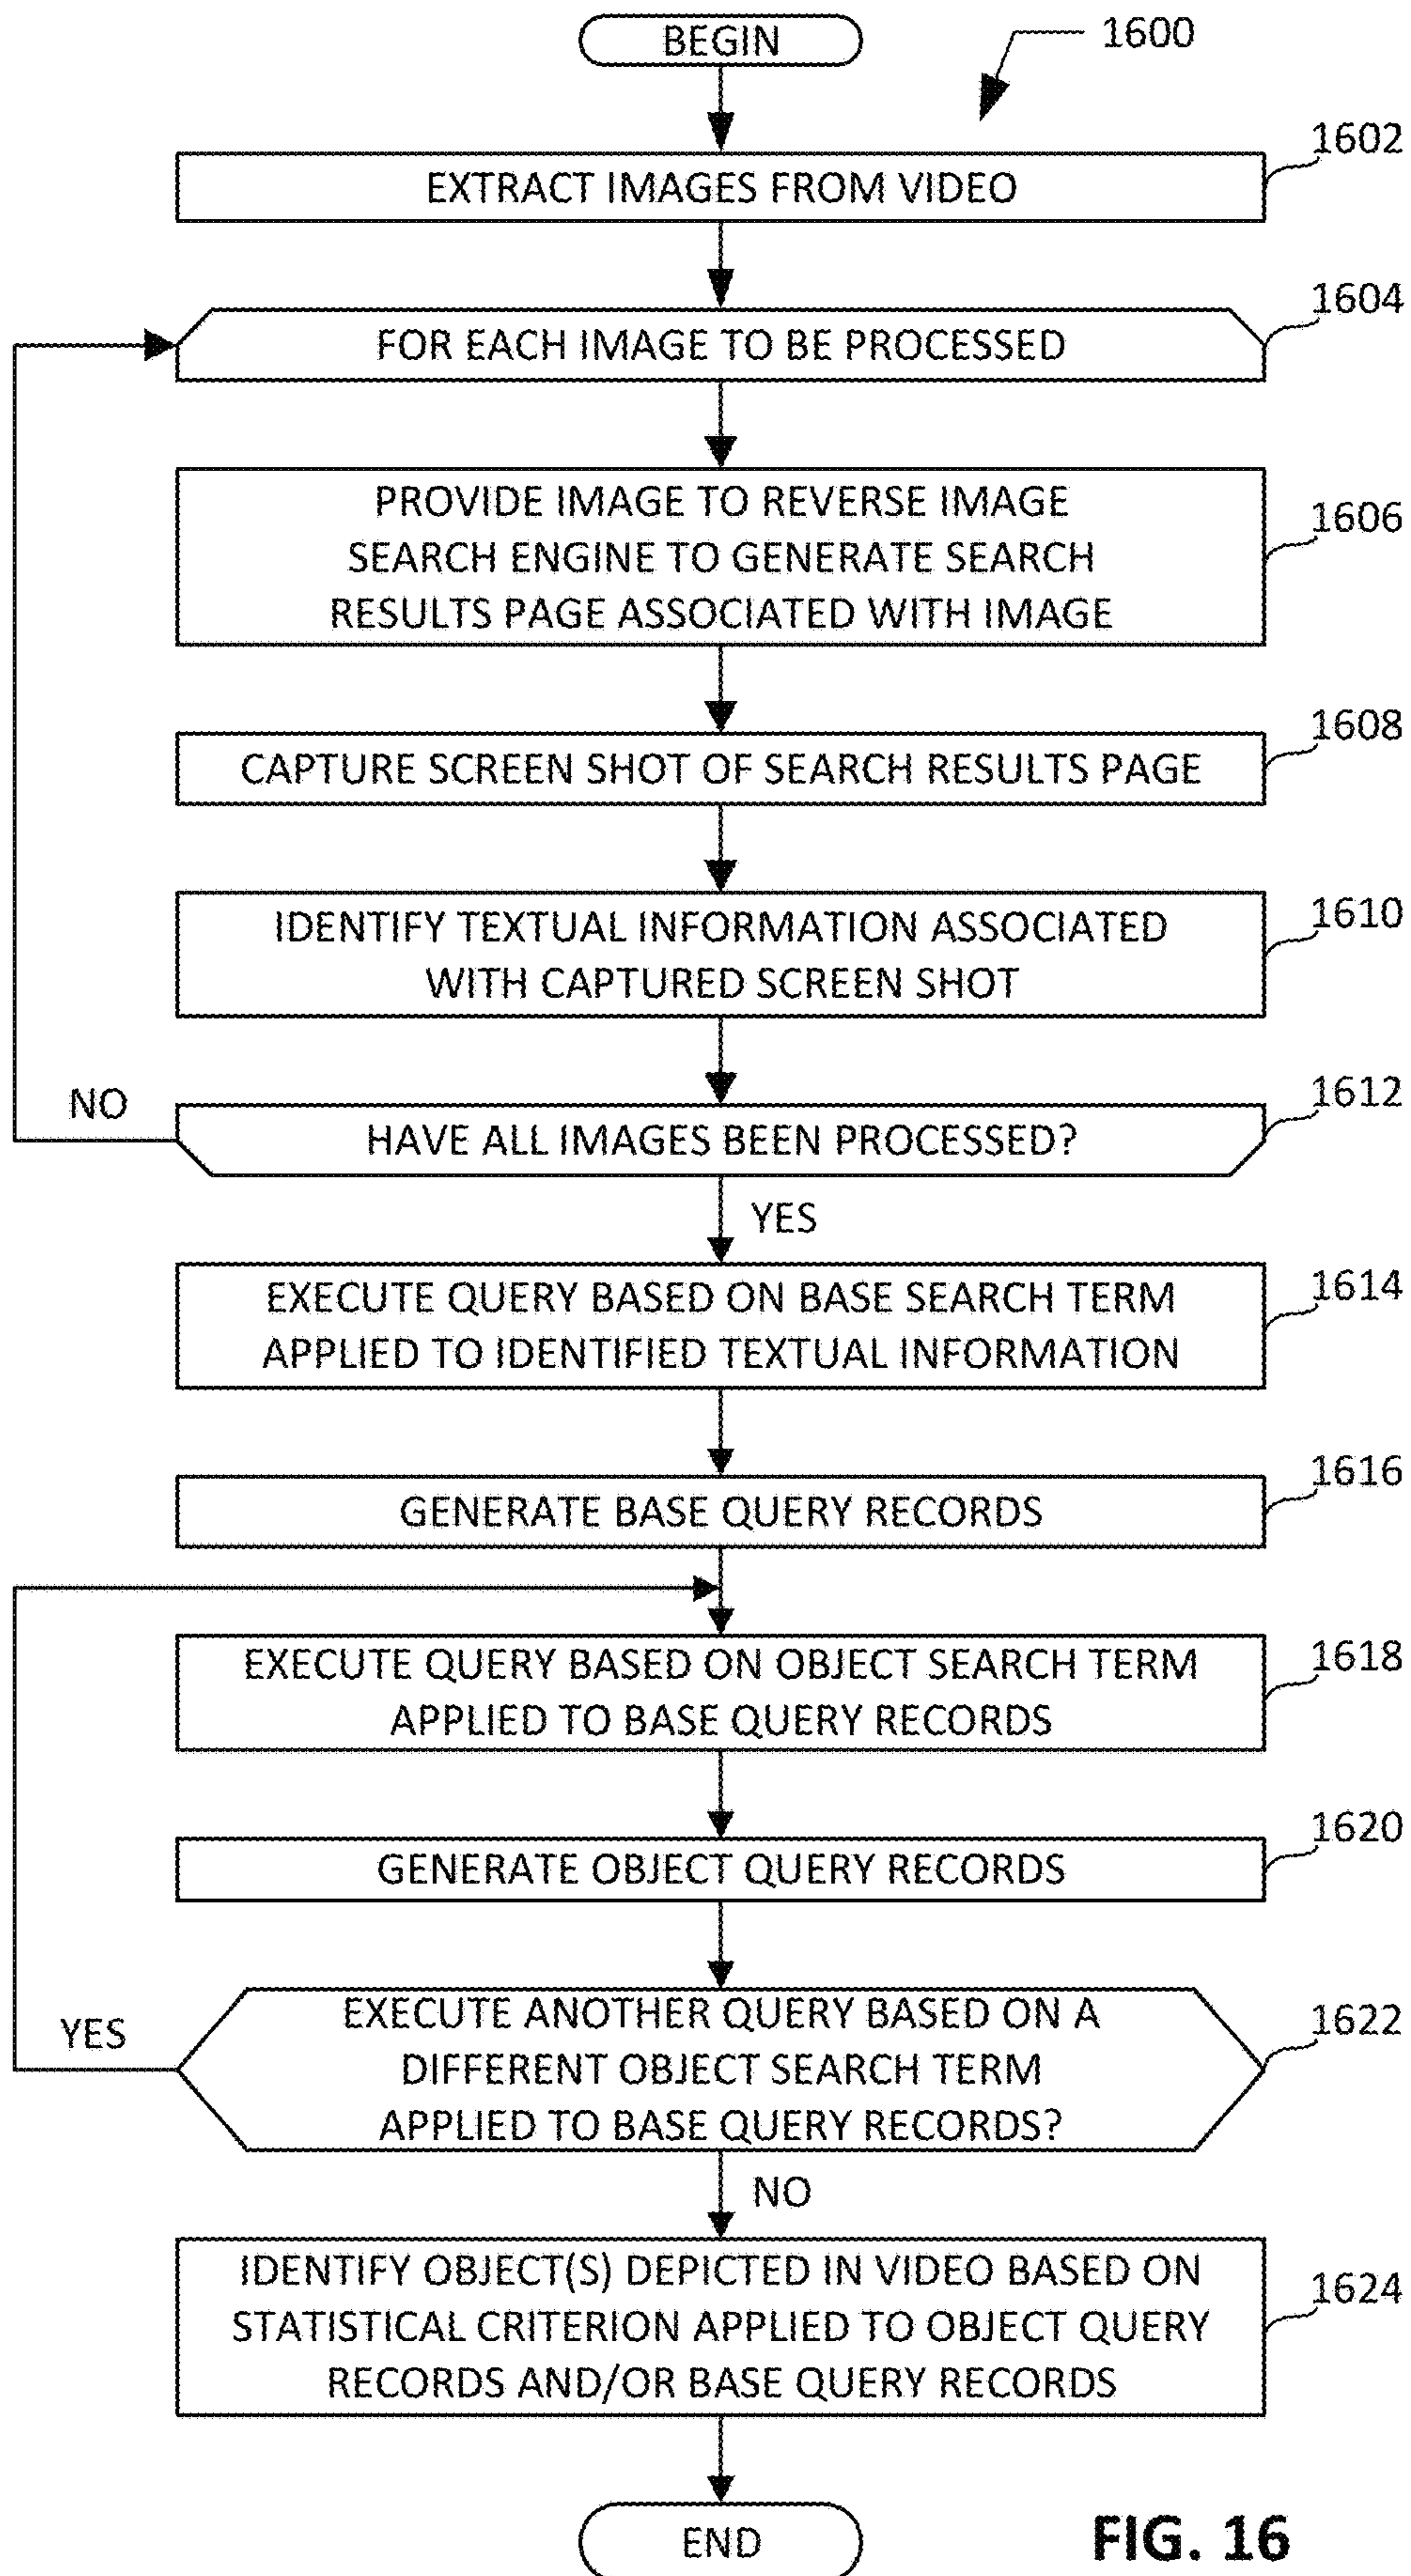 BEGIN
1600
1602
EXTRACT IMAGES FROM VIDEO
1604
FOR EACH IMAGE TO BE PROCESSED
PROVIDE IMAGE TO REVERSE IMAGE
1606
SEARCH ENGINE TO GENERATE SEARCH
RESULTS PAGE ASSOCIATED WITH IMAGE
1608
CAPTURE SCREEN SHOT OF SEARCH RESULTS PAGE
1610
IDENTIFY TEXTUAL INFORMATION ASSOCIATED
WITH CAPTURED SCREEN SHOT
1612
NO
HAVE ALL IMAGES BEEN PROCESSED?
YES
1614
EXECUTE QUERY BASED ON BASE SEARCH TERM
APPLIED TO IDENTIFIED TEXTUAL INFORMATION
1616
GENERATE BASE QUERY RECORDS
1618
EXECUTE QUERY BASED ON OBJECT SEARCH TERM
APPLIED TO BASE QUERY RECORDS
1620
GENERATE OBJECT QUERY RECORDS
1622
YES
EXECUTE ANOTHER QUERY BASED ON A
DIFFERENT OBJECT SEARCH TERM
APPLIED TO BASE QUERY RECORDS?
NO
1624
IDENTIFY OBJECT(S) DEPICTED IN VIDEO BASED ON
STATISTICAL CRITERION APPLIED TO OBJECT QUERY
RECORDS AND/OR BASE QUERY RECORDS
END
FIG. 16